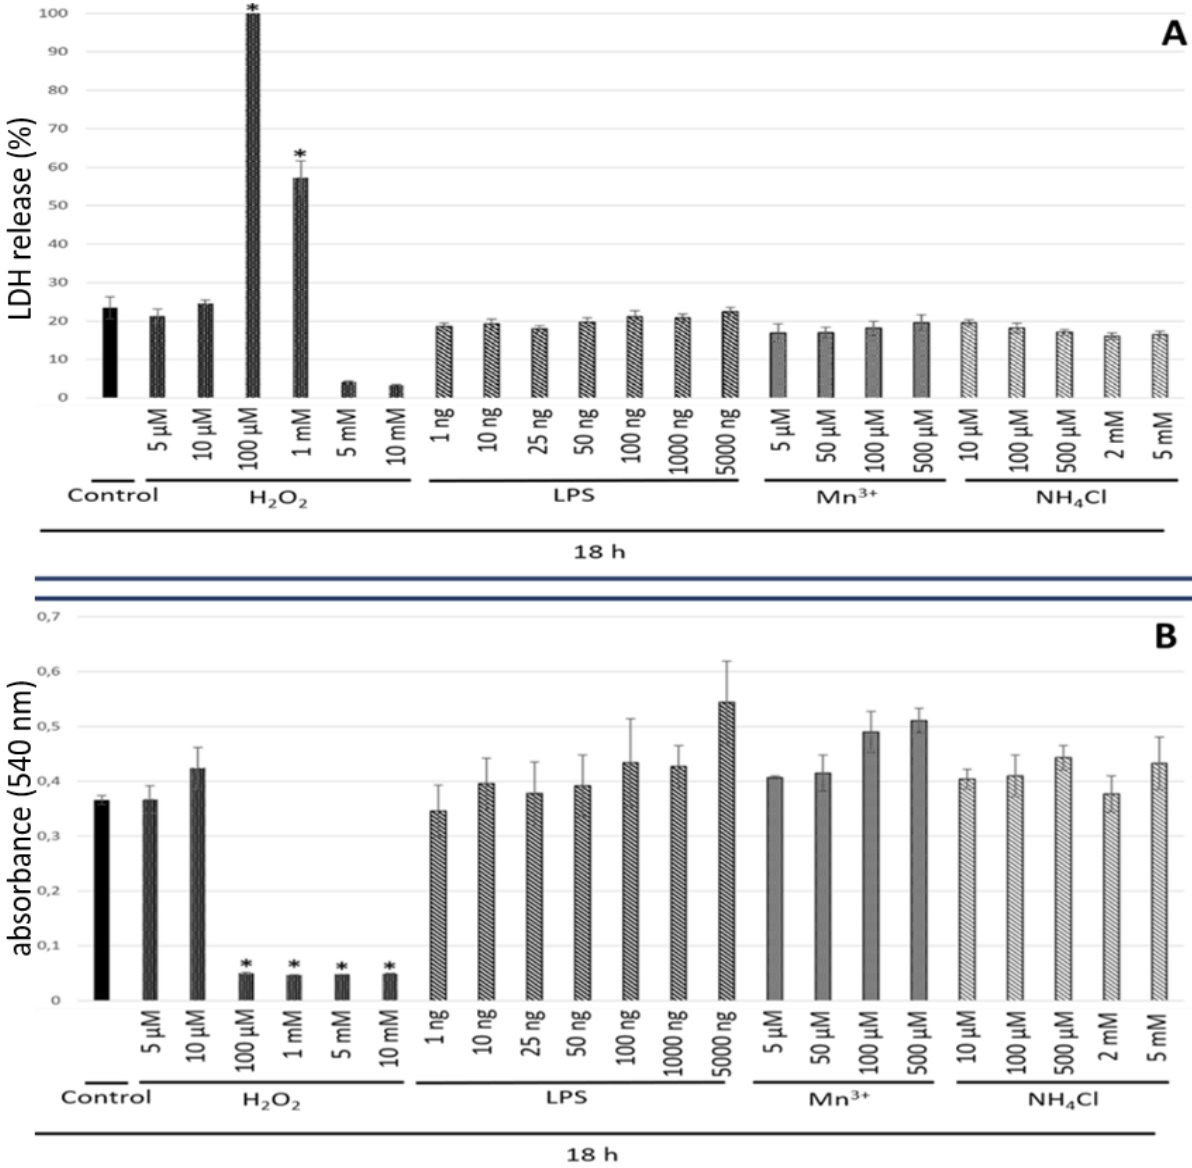 A
LDH release (%)
100
90
80
70
60
50
40
30
20
10
0
*
*
5 µM
10 µM
100 µM
1 mM
5 mM
10 mM
1 ng
10 ng
25 ng
50 ng
100 ng
1000 ng
5000 ng
5 µM
50 µM
100 µM
500 µM
10 µM
100 µM
500 µM
2 mM
5 mM
Control H₂O₂ LPS Mn³⁺ NH₄Cl
18 h
B
absorbance (540 nm)
0,7
0,6
0,5
0,4
0,3
0,2
0,1
0
* * * *
5 µM
10 µM
100 µM
1 mM
5 mM
10 mM
1 ng
10 ng
25 ng
50 ng
100 ng
1000 ng
5000 ng
5 µM
50 µM
100 µM
500 µM
10 µM
100 µM
500 µM
2 mM
5 mM
Control H₂O₂ LPS Mn³⁺ NH₄Cl
18 h